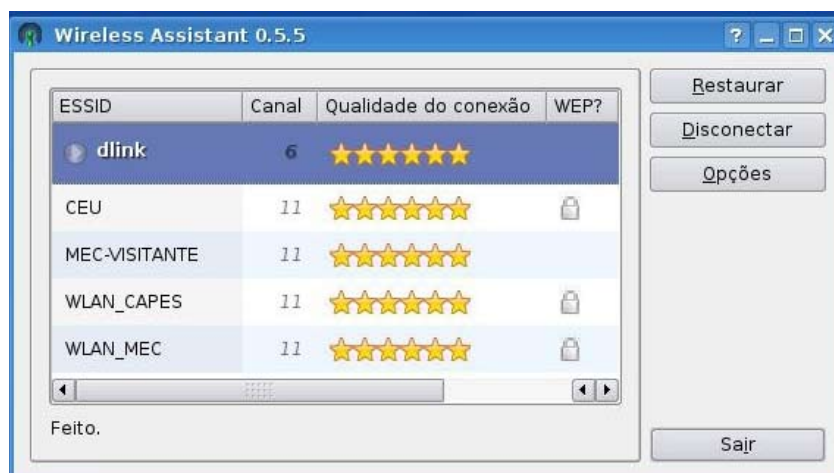 Wireless Assistant 0.5.5
ESSID Canal Qualidade do conexão WEP?
dlink 6
CEU 11
MEC-VISITANTE 11
WLAN_CAPES 11
WLAN_MEC 11
Feito.
Restaurar
Disconectar
Opções
Sair